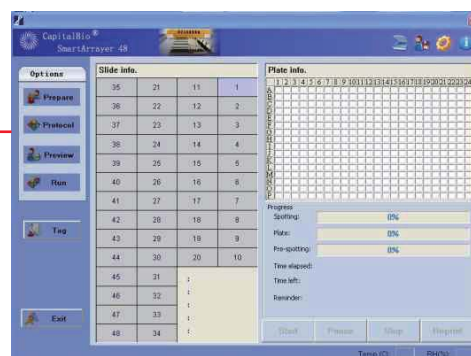 CapitalBio®
SmartArrayer 48
Options
Prepare
Protocol
Preview
Run
Tag
Exit
Slide info.
35 21 11 1
36 22 12 2
37 23 13 3
38 24 14 4
39 25 15 5
40 26 16 6
41 27 17 7
42 28 18 8
43 29 19 9
44 30 20 10
45 31
46 32
47 33
48 34
Plate info.
1 2 3 4 5 6 7 8 9 10 11 12 13 14 15 16 17 18 19 20 21 22 23 24
A
B
C
D
E
F
G
H
I
J
K
L
M
N
O
P
Progress
Spotting: 0%
Plate: 0%
Pre-spotting: 0%
Time elapsed:
Time left:
Reminder:
Start Pause Stop Reprint
Temp.(C): RH(%):